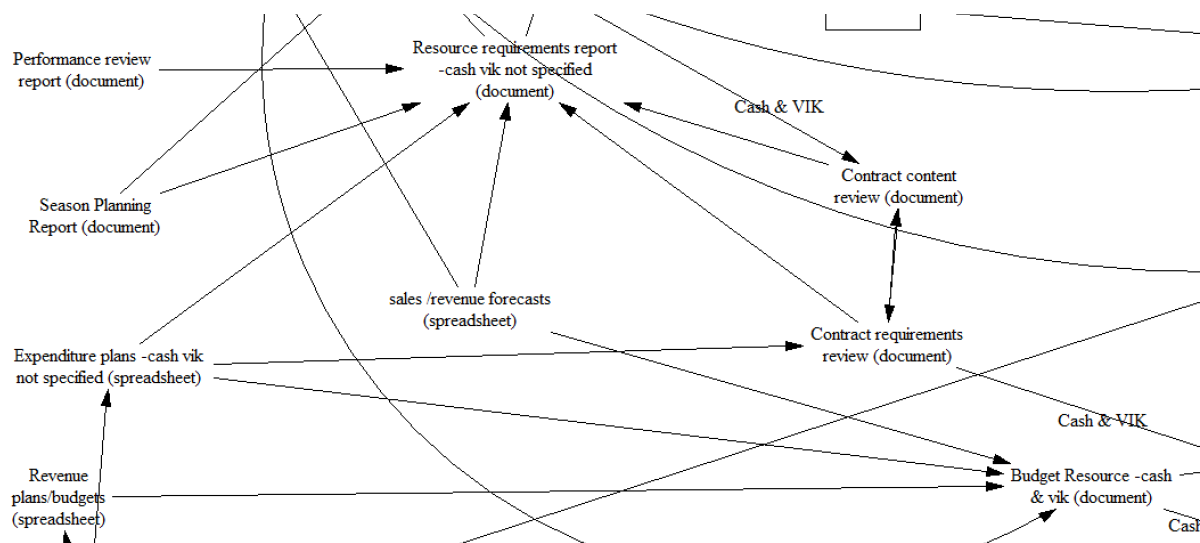 Resource requirements report
-cash vik not specified
(document)
Performance review
report (document)
Cash & VIK
Contract content
review (document)
Season Planning
Report (document)
sales /revenue forecasts
(spreadsheet)
Contract requirements
review (document)
Expenditure plans -cash vik
not specified (spreadsheet)
Cash & VIK
Revenue
plans/budgets
(spreadsheet)
Budget Resource -cash
& vik (document)
Cash